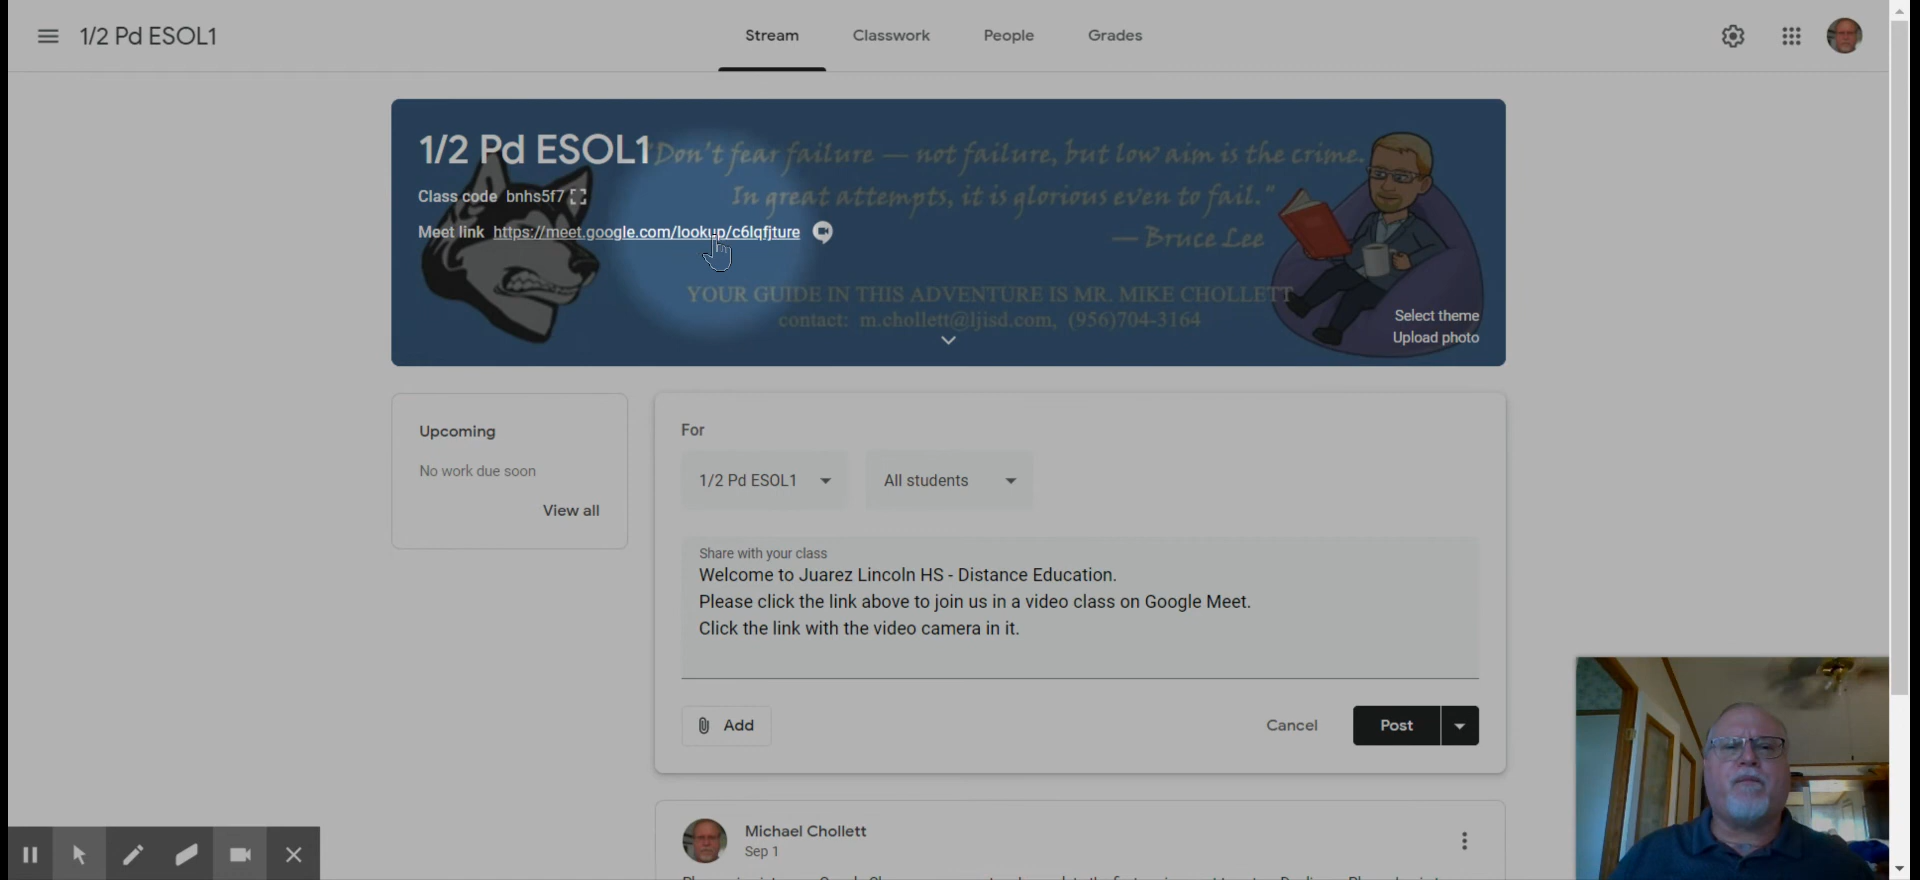 1/2 Pd ESOL1
Stream
Classwork
People
Grades
1/2 Pd ESOL1
"Don't fear failure — not failure, but low aim is the crime.
In great attempts, it is glorious even to fail."
— Bruce Lee
Class code bnhs5f7
Meet link https://meet.google.com/lookup/c6lqfjture
YOUR GUIDE IN THIS ADVENTURE IS MR. MIKE CHOLLETT
contact: m.chollett@ljisd.com, (956)704-3164
Select theme
Upload photo
Upcoming
No work due soon
View all
For
1/2 Pd ESOL1
All students
Share with your class
Welcome to Juarez Lincoln HS - Distance Education.
Please click the link above to join us in a video class on Google Meet.
Click the link with the video camera in it.
Add
Cancel
Post
Michael Chollett
Sep 1